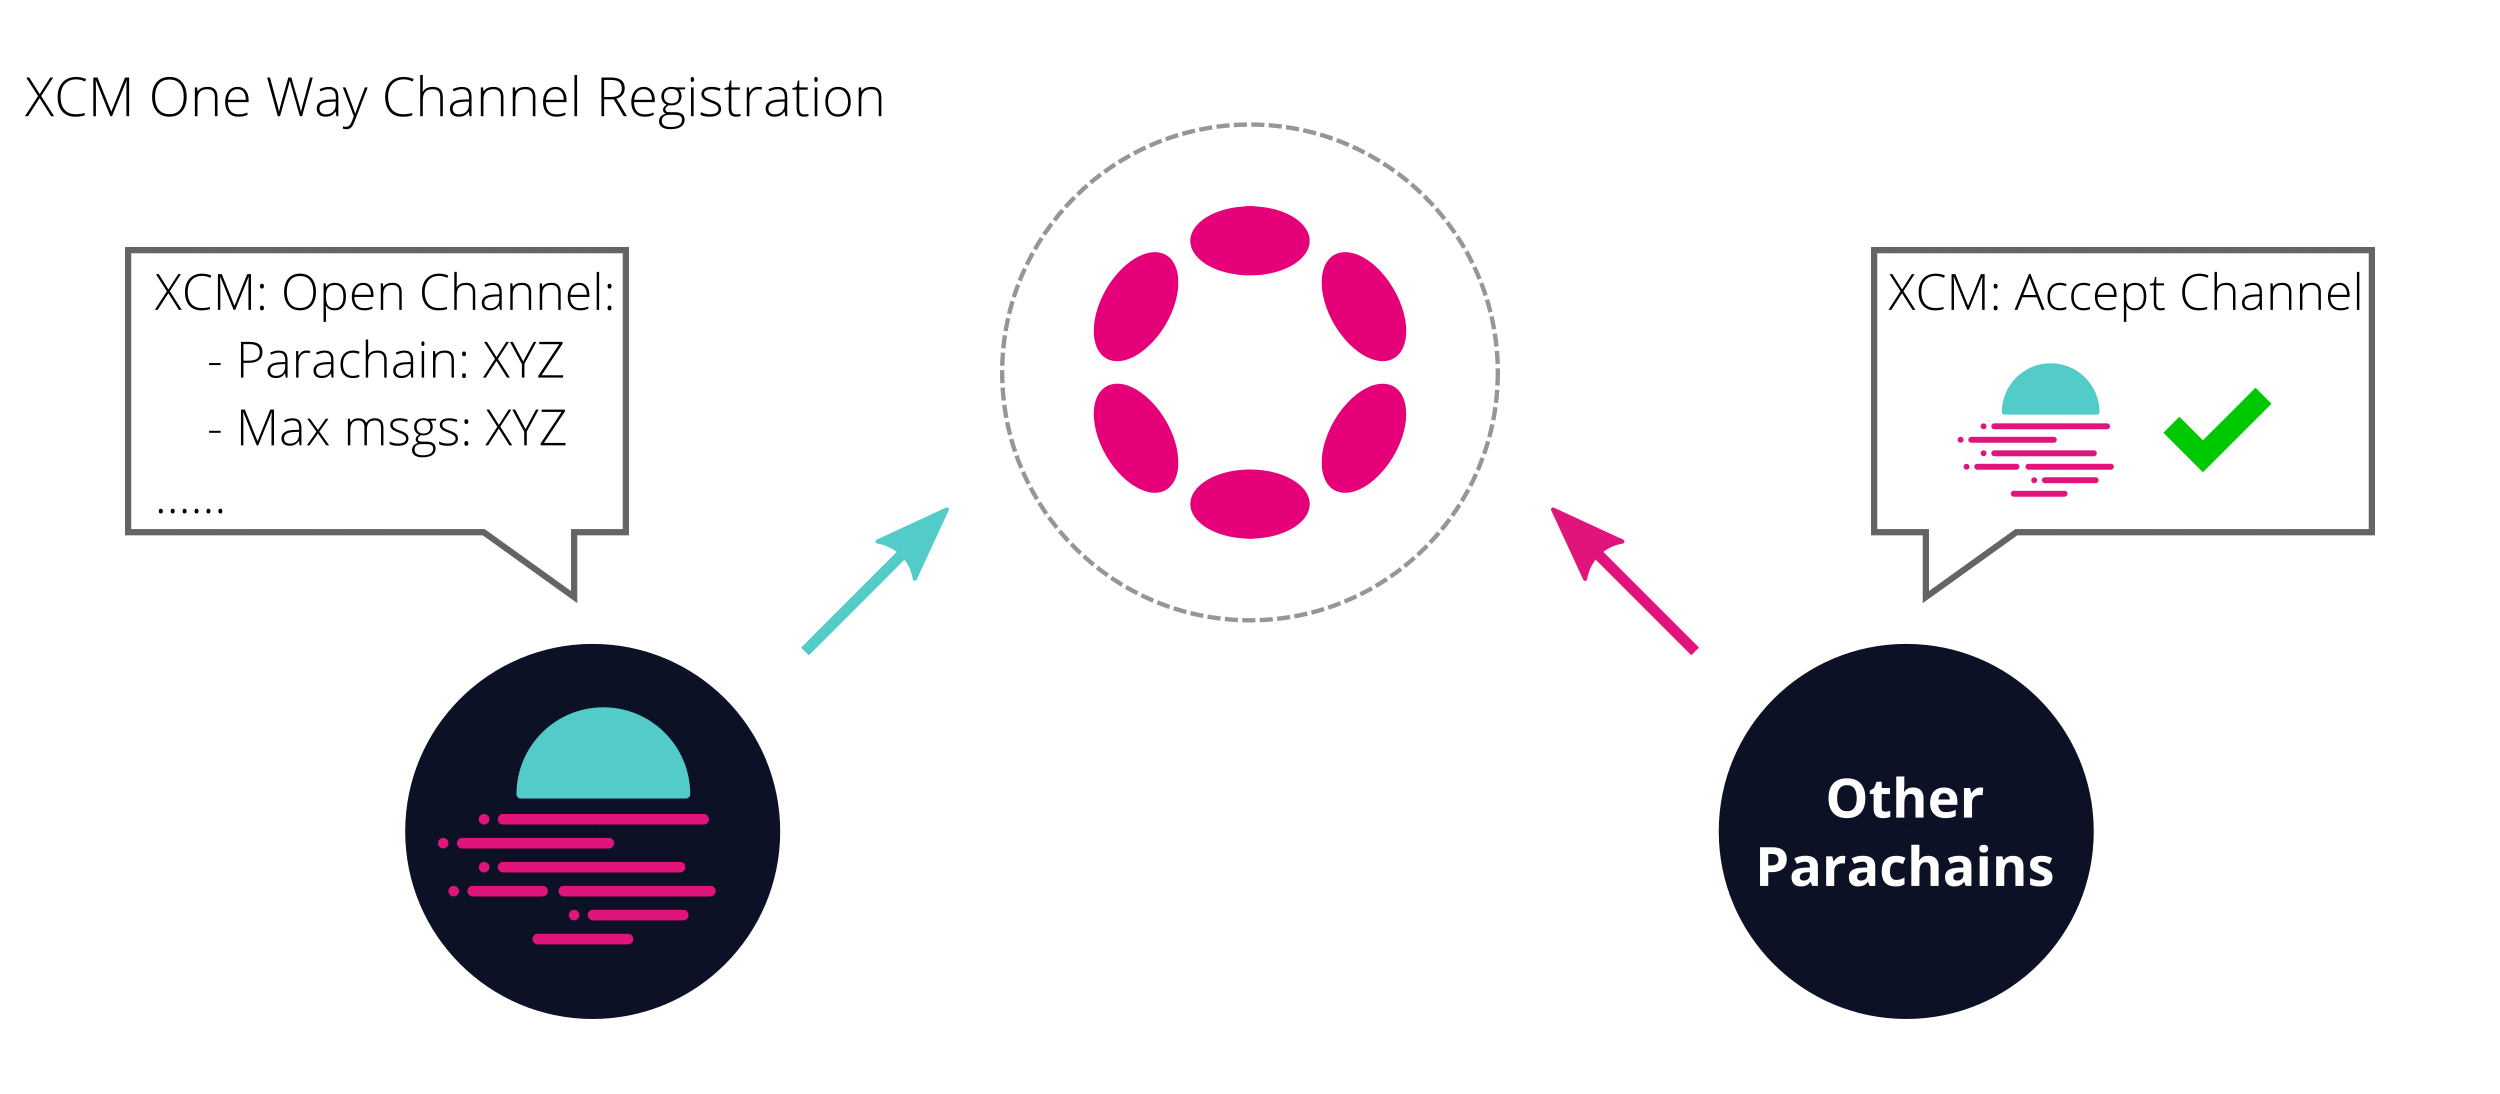 XCM One Way Channel Registration
XCM: Open Channel:
- Parachain: XYZ
- Max msgs: XYZ
......
XCM: Accept Channel
Other
Parachains